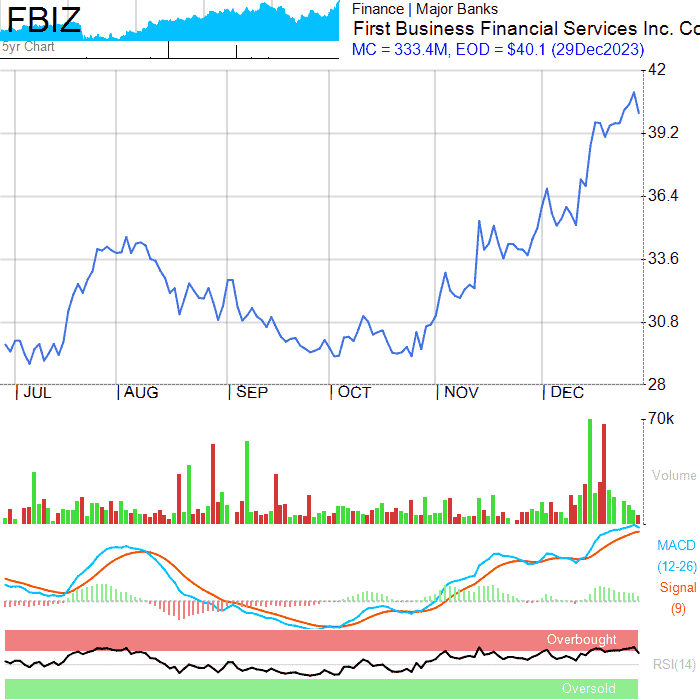 FBIZ
5yr Chart
Finance | Major Banks
First Business Financial Services Inc. Co
MC = 333.4M, EOD = $40.1 (29Dec2023)
42
39.2
36.4
33.6
30.8
28
JUL AUG SEP OCT NOV DEC
70k
Volume
MACD
(12-26)
Signal
(9)
Overbought
RSI(14)
Oversold